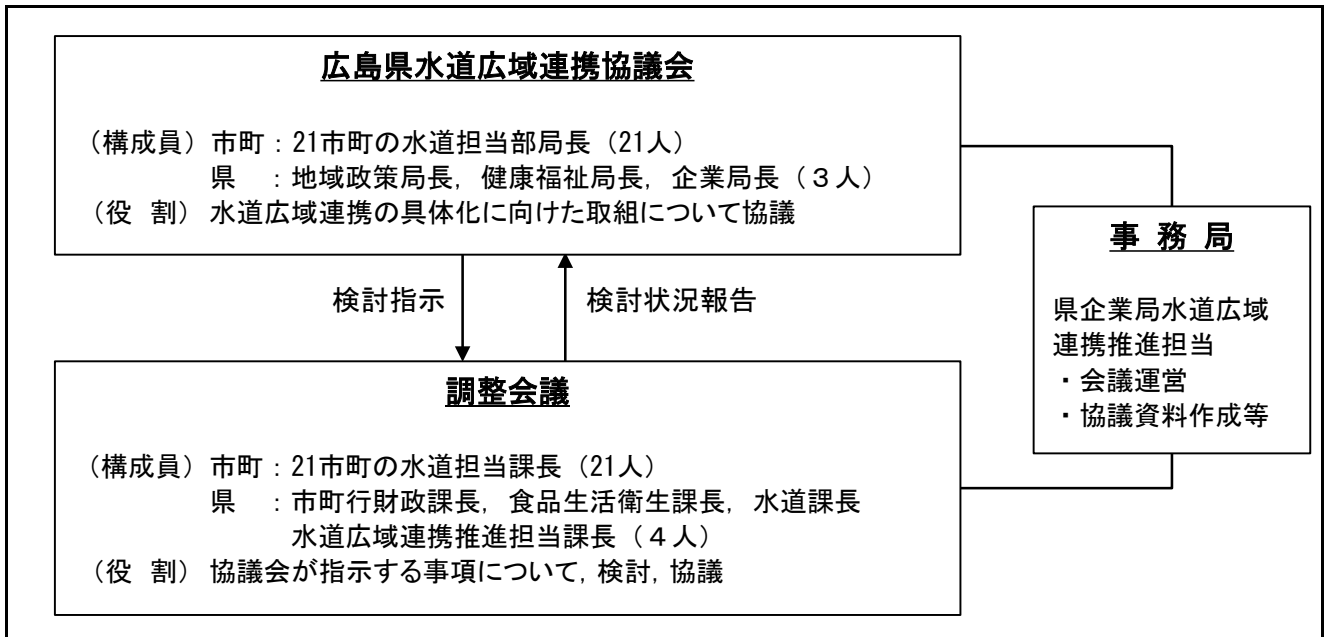 広島県水道広域連携協議会
(構成員) 市町：21市町の水道担当部局長（21人）
県　：地域政策局長，健康福祉局長，企業局長（３人）
(役　割) 水道広域連携の具体化に向けた取組について協議
検討指示
検討状況報告
調整会議
(構成員) 市町：21市町の水道担当課長（21人）
県　：市町行財政課長，食品生活衛生課長，水道課長
水道広域連携推進担当課長（４人）
(役　割) 協議会が指示する事項について，検討，協議
事 務 局
県企業局水道広域
連携推進担当
・会議運営
・協議資料作成等